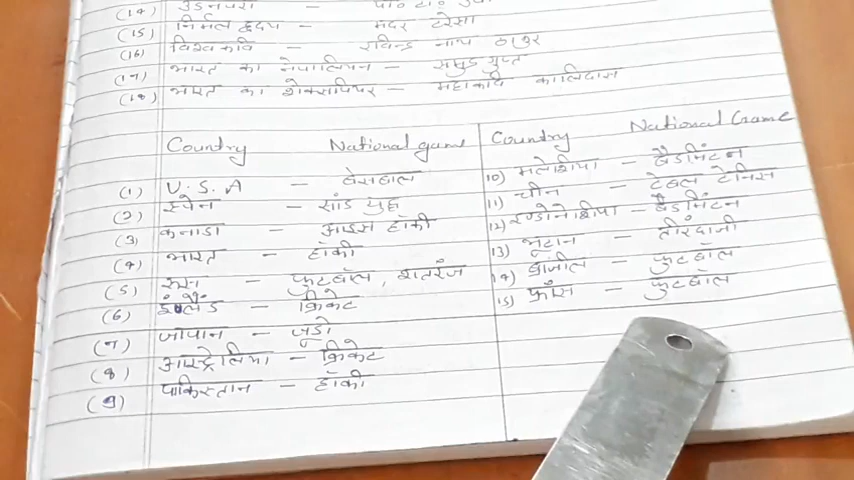 (14) उड़नपरी – पी० टी० उषा
(15) निर्मल हृदय – मदर टेरेसा
(16) विश्व कवि – रविन्द्र नाथ ठाकुर
(17) भारत का नेपोलियन – समुद्र गुप्त
(18) भारत का शेक्सपियर – महाकवि कालिदास
Country National game
(1) U.S.A – बेसबाल
(2) स्पेन – सांड युद्ध
(3) कनाडा – आइस हॉकी
(4) भारत – हॉकी
(5) रूस – फुटबॉल, शतरंज
(6) इंग्लैंड – क्रिकेट
(7) जापान – जूडो
(8) आस्ट्रेलिया – क्रिकेट
(9) पाकिस्तान – हॉकी
Country National Game
10) मलेशिया – बैडमिंटन
11) चीन – टेबल टेनिस
12) इण्डोनेशिया – बैडमिंटन
13) भूटान – तीरंदाजी
14) ब्राजील – फुटबॉल
15) फ्रांस – फुटबॉल